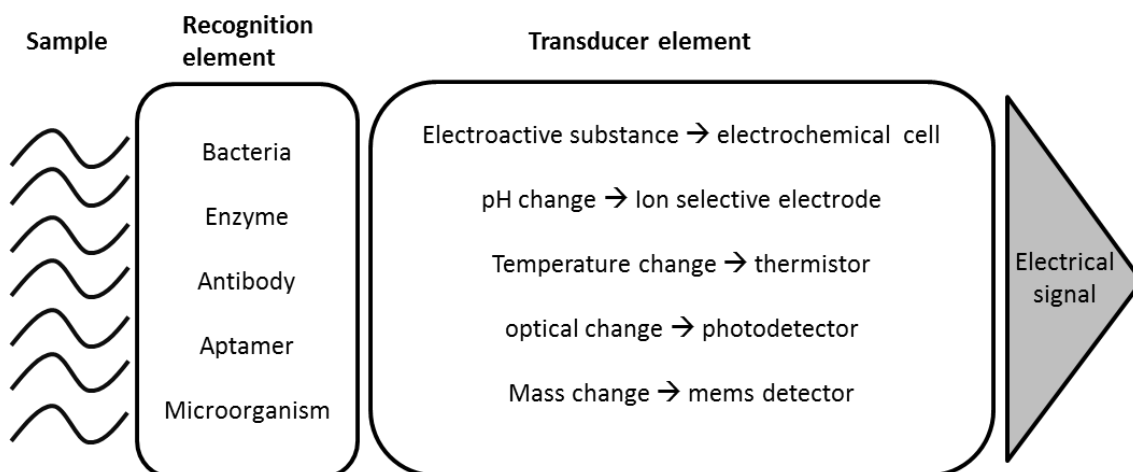 Sample
Recognition
element
Transducer element
Bacteria
Enzyme
Antibody
Aptamer
Microorganism
Electroactive substance → electrochemical cell
pH change → Ion selective electrode
Temperature change → thermistor
optical change → photodetector
Mass change → mems detector
Electrical
signal